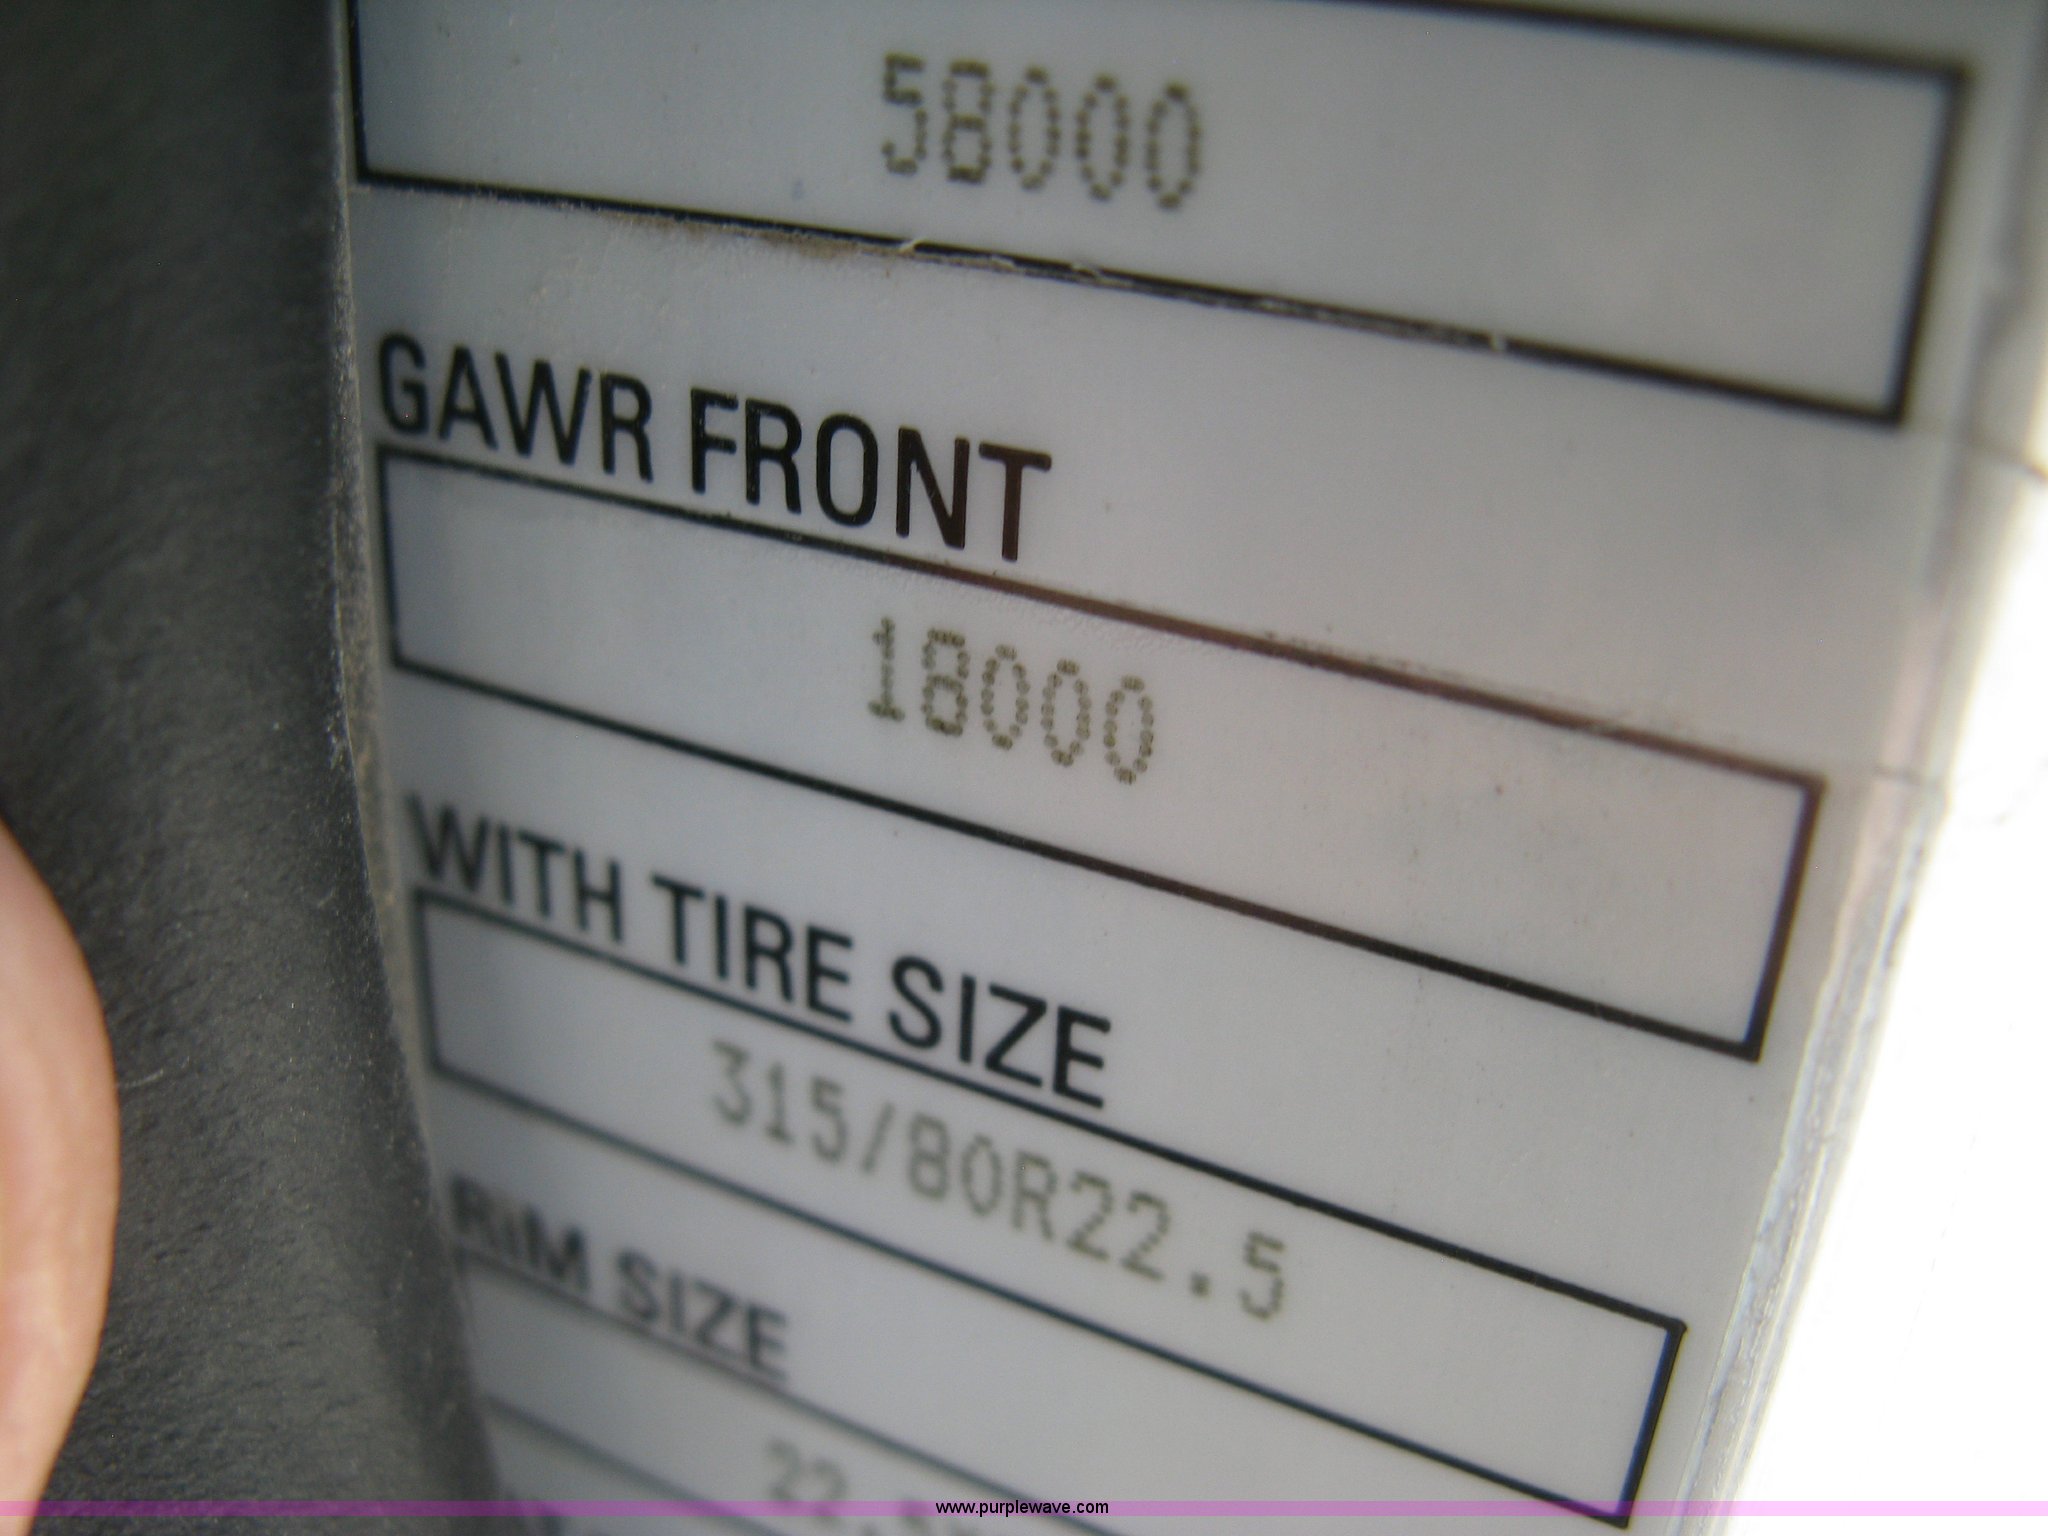 58000
GAWR FRONT
18000
WITH TIRE SIZE
315/80R22.5
RIM SIZE
www.purplewave.com